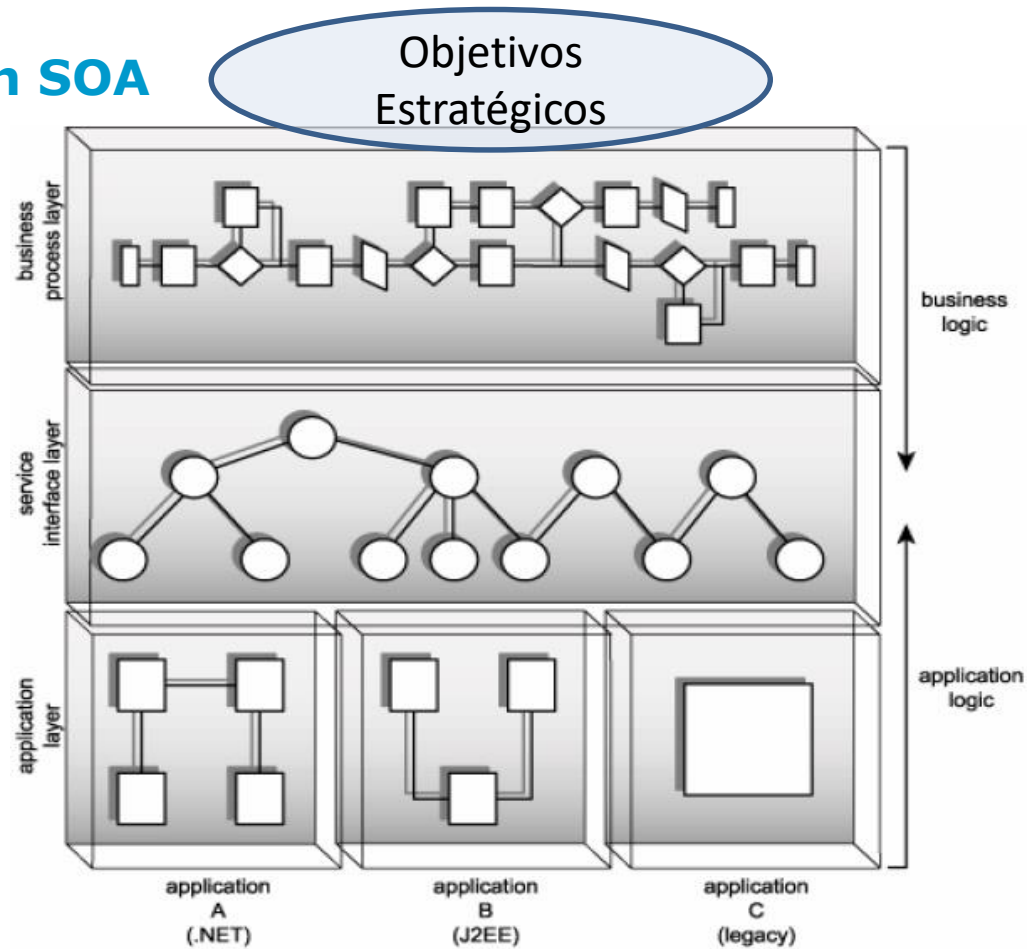 n SOA
Objetivos
Estratégicos
business
process layer
business
logic
service
interface layer
application
layer
application
logic
application
A
(.NET)
application
B
(J2EE)
application
C
(legacy)